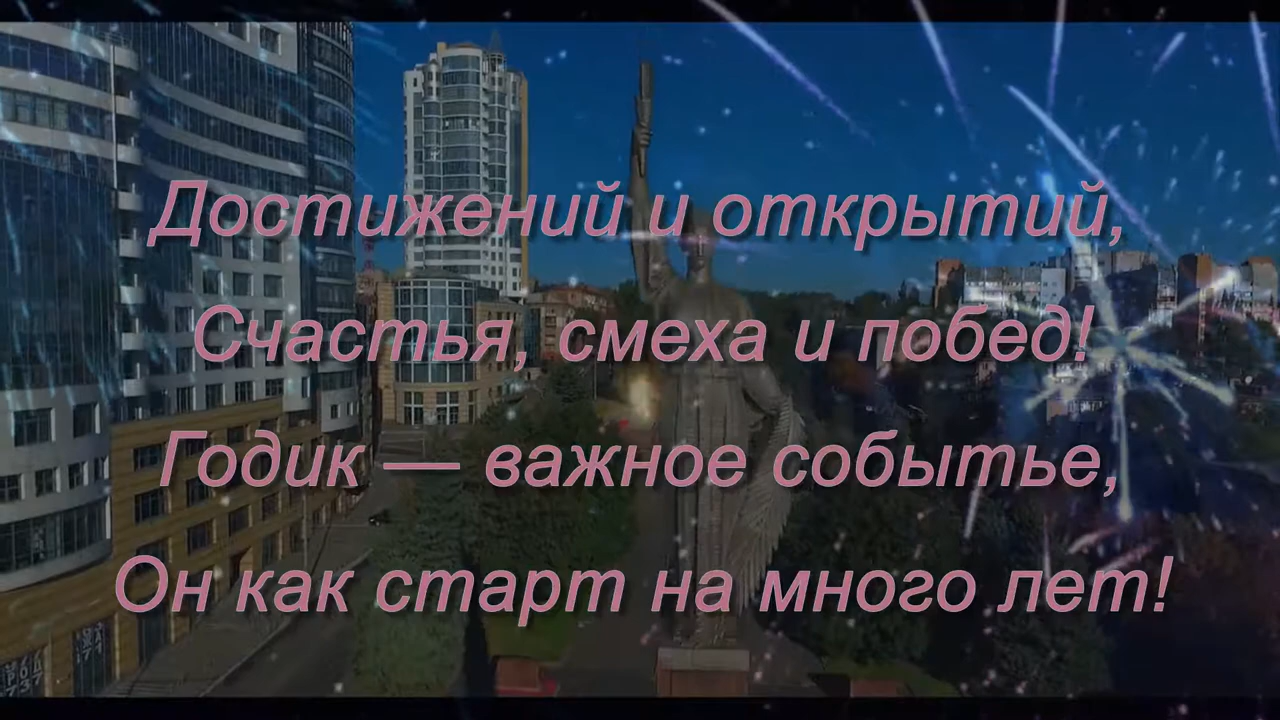 Достижений и открытий,
Счастья, смеха и побед!
Годик — важное событье,
Он как старт на много лет!